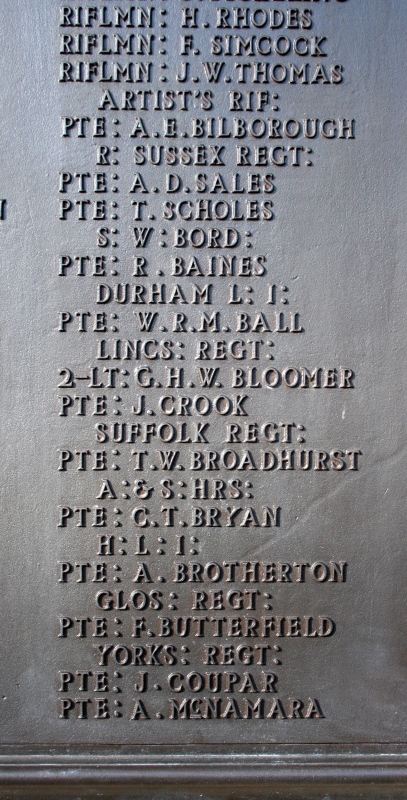 RIFLMN: H. RHODES
RIFLMN: F. SIMCOCK
RIFLMN: J.W. THOMAS
ARTIST'S RIF:
PTE: A.E. BILBOROUGH
R: SUSSEX REGT:
PTE: A.D. SALES
PTE: T. SCHOLES
S: W: BORD:
PTE: R. BAINES
DURHAM L: I:
PTE: W.R.M. BALL
LINCS: REGT:
2-LT: G.H.W. BLOOMER
PTE: J. CROOK
SUFFOLK REGT:
PTE: T.W. BROADHURST
A: & S: HRS:
PTE: C.T. BRYAN
H: L: I:
PTE: A. BROTHERTON
GLOS: REGT:
PTE: F. BUTTERFIELD
YORKS: REGT:
PTE: J. COUPAR
PTE: A. McNAMARA